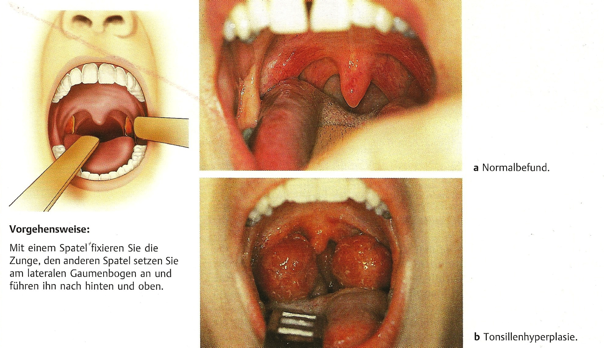 Vorgehensweise:
Mit einem Spatel fixieren Sie die
Zunge, den anderen Spatel setzen Sie
am lateralen Gaumenbogen an und
führen ihn nach hinten und oben.
a Normalbefund.
b Tonsillenhyperplasie.